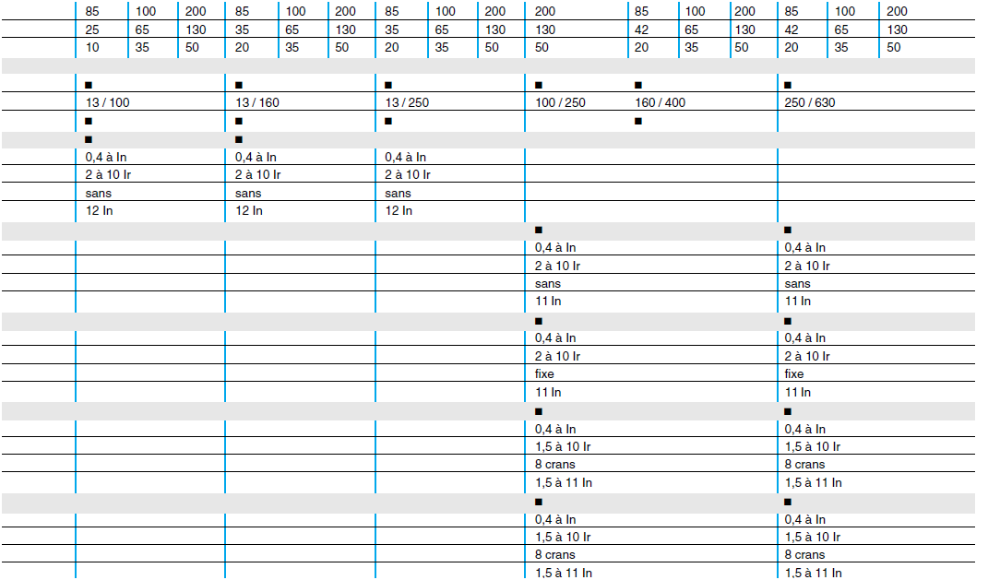 85 100 200 85 100 200 85 100 200 200 85 100 200 85 100 200
25 65 130 35 65 130 35 65 130 130 42 65 130 42 65 130
10 35 50 20 35 50 20 35 50 50 20 35 50 20 35 50
■ ■ ■ ■ ■ ■
13 / 100 13 / 160 13 / 250 100 / 250 160 / 400 250 / 630
■ ■ ■ ■
■ ■
0,4 à In 0,4 à In 0,4 à In
2 à 10 Ir 2 à 10 Ir 2 à 10 Ir
sans sans sans
12 In 12 In 12 In
■ ■
0,4 à In 0,4 à In
2 à 10 Ir 2 à 10 Ir
sans sans
11 In 11 In
■ ■
0,4 à In 0,4 à In
2 à 10 Ir 2 à 10 Ir
fixe fixe
11 In 11 In
■ ■
0,4 à In 0,4 à In
1,5 à 10 Ir 1,5 à 10 Ir
8 crans 8 crans
1,5 à 11 In 1,5 à 11 In
■ ■
0,4 à In 0,4 à In
1,5 à 10 Ir 1,5 à 10 Ir
8 crans 8 crans
1,5 à 11 In 1,5 à 11 In